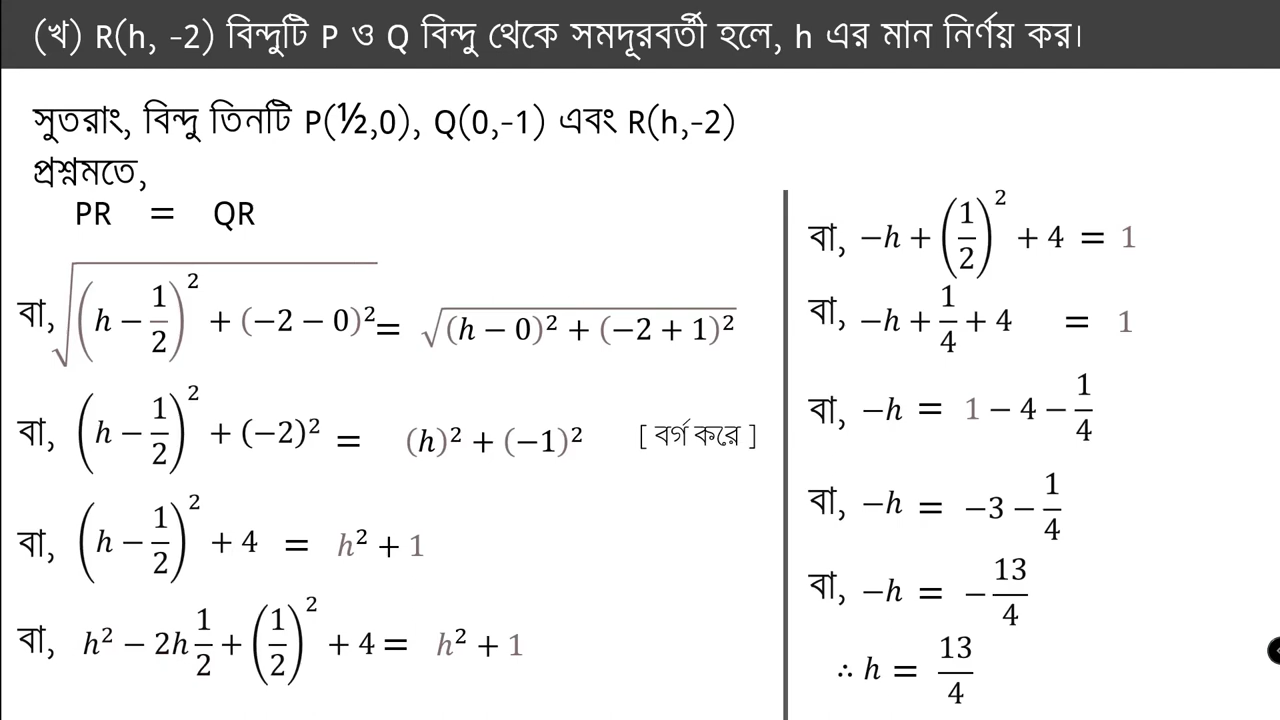 (খ) R(h, -2) বিন্দুটি P ও Q বিন্দু থেকে সমদূরবর্তী হলে, h এর মান নির্ণয় কর।
সুতরাং, বিন্দু তিনটি P(½,0), Q(0,-1) এবং R(h,-2)
প্রশ্নমতে,
PR = QR
বা, √((h − 1/2)² + (−2 − 0)²) = √((h − 0)² + (−2 + 1)²)
বা, (h − 1/2)² + (−2)² = (h)² + (−1)² [ বর্গ করে ]
বা, (h − 1/2)² + 4 = h² + 1
বা, h² − 2h 1/2 + (1/2)² + 4 = h² + 1
বা, −h + (1/2)² + 4 = 1
বা, −h + 1/4 + 4 = 1
বা, −h = 1 − 4 − 1/4
বা, −h = −3 − 1/4
বা, −h = − 13/4
∴ h = 13/4